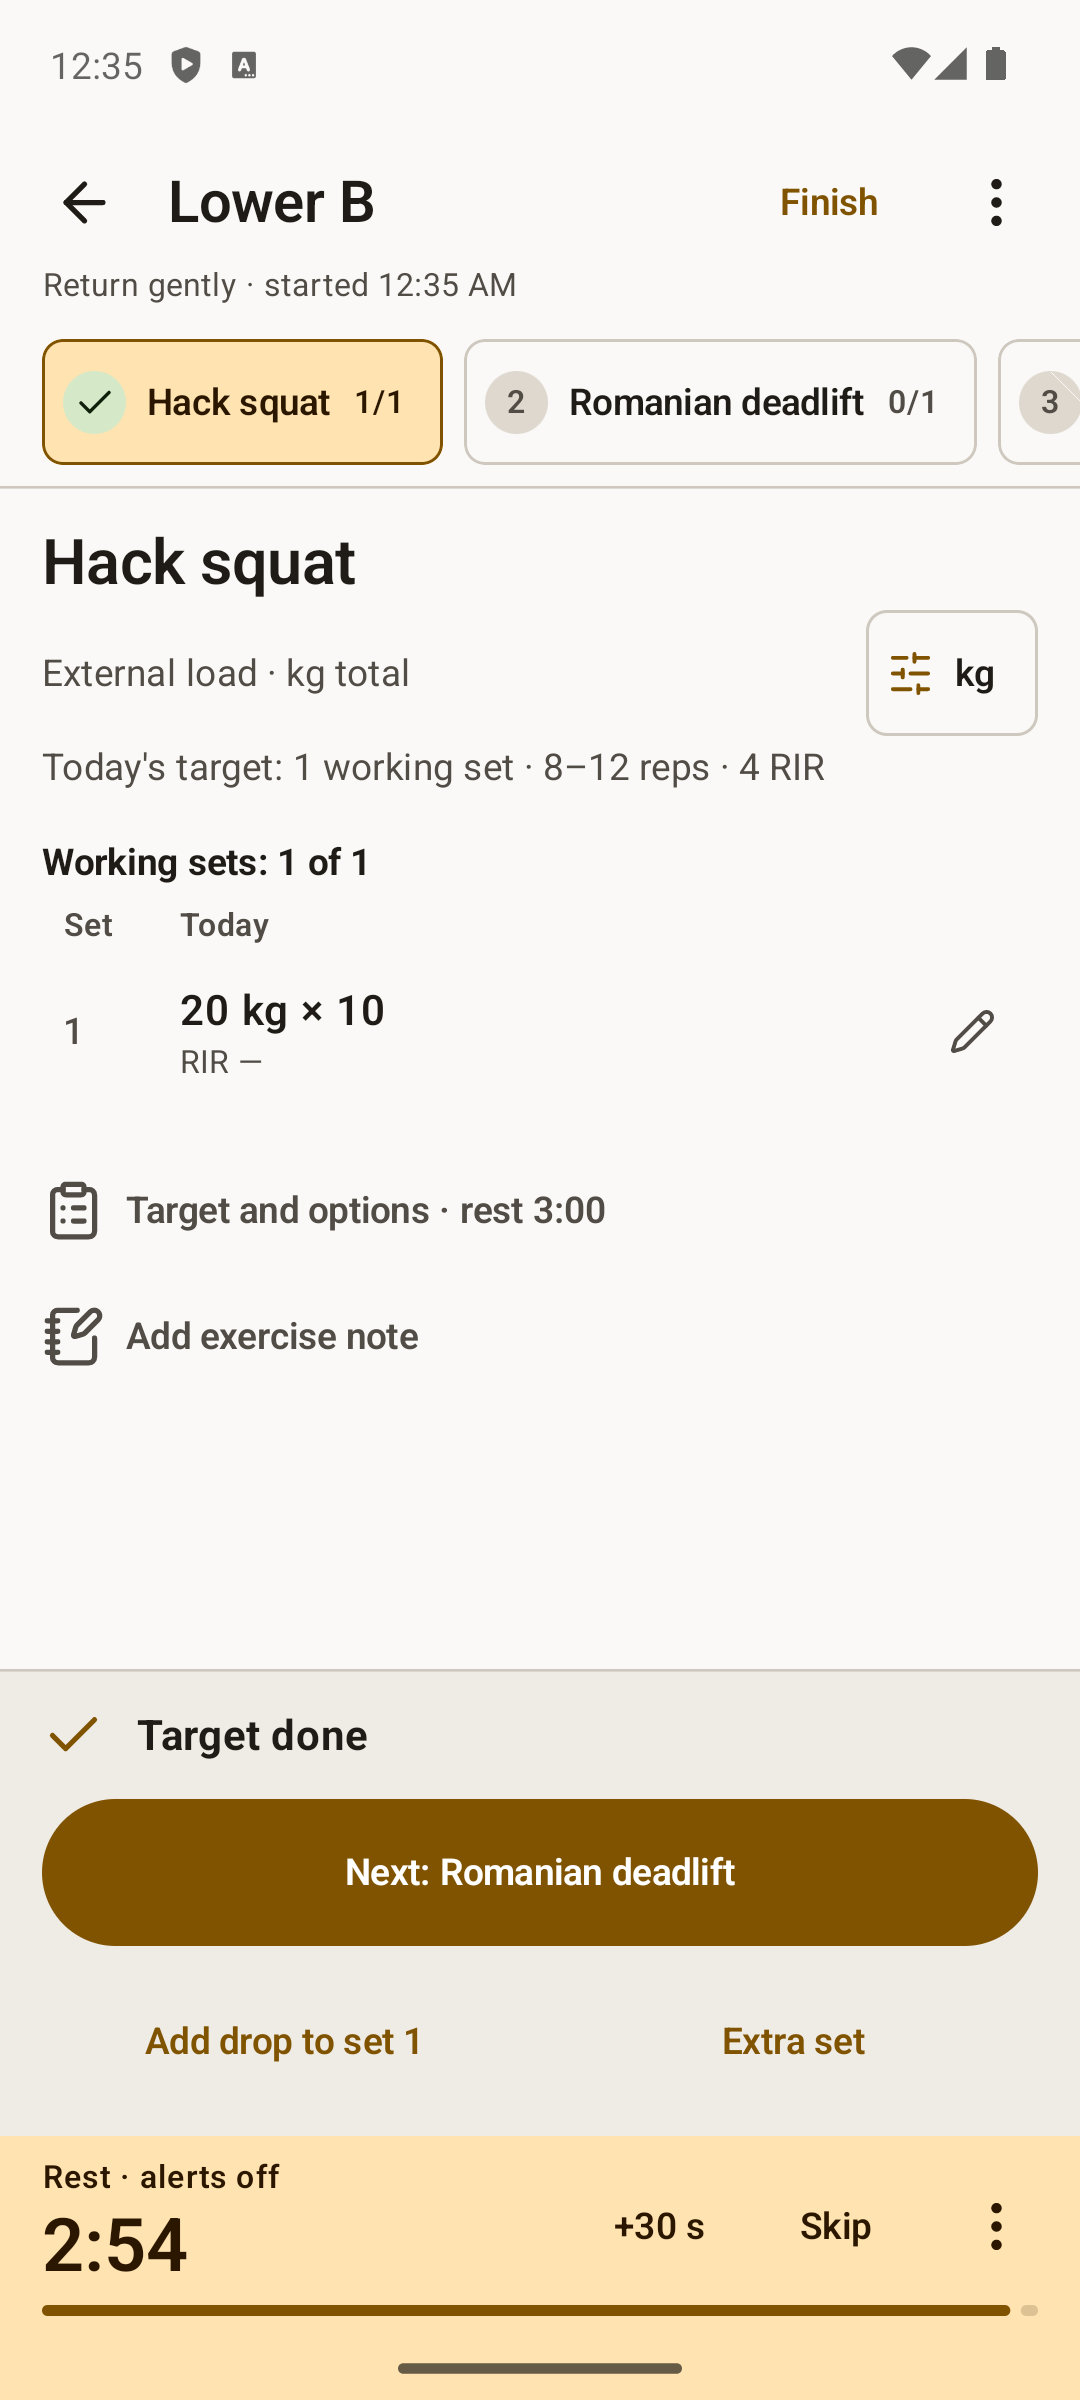 12:35
Lower B
Finish
Return gently · started 12:35 AM
Hack squat 1/1
2 Romanian deadlift 0/1
3
Hack squat
External load · kg total
kg
Today's target: 1 working set · 8–12 reps · 4 RIR
Working sets: 1 of 1
Set Today
1 20 kg × 10
RIR —
Target and options · rest 3:00
Add exercise note
Target done
Next: Romanian deadlift
Add drop to set 1
Extra set
Rest · alerts off
2:54
+30 s
Skip